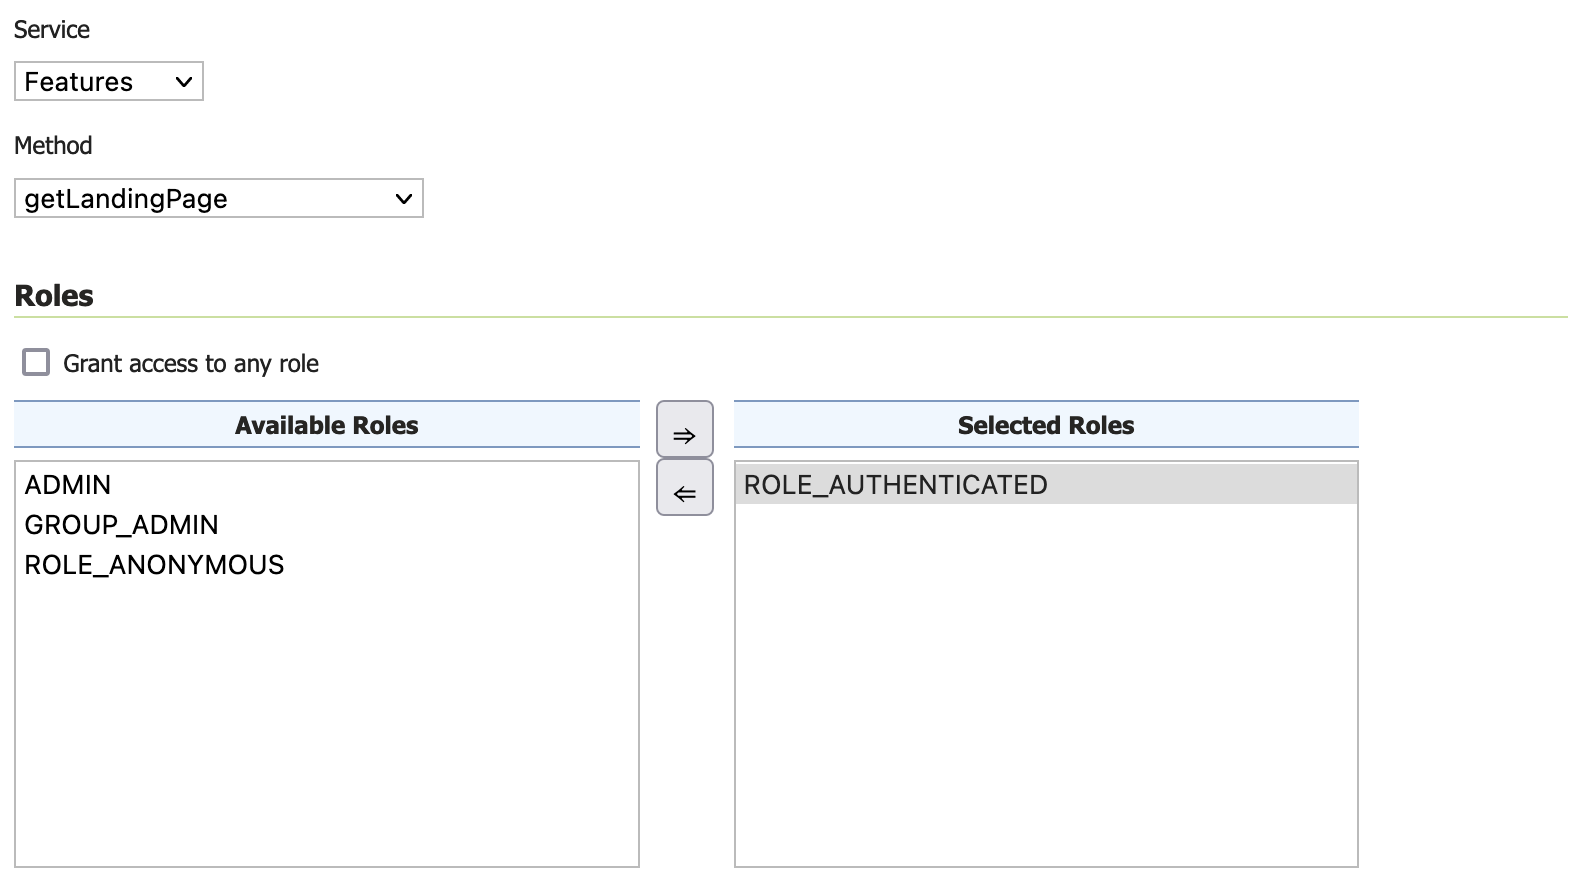 Service
Features
Method
getLandingPage
Roles
Grant access to any role
Available Roles
⇒
Selected Roles
ADMIN
GROUP_ADMIN
ROLE_ANONYMOUS
⇐
ROLE_AUTHENTICATED